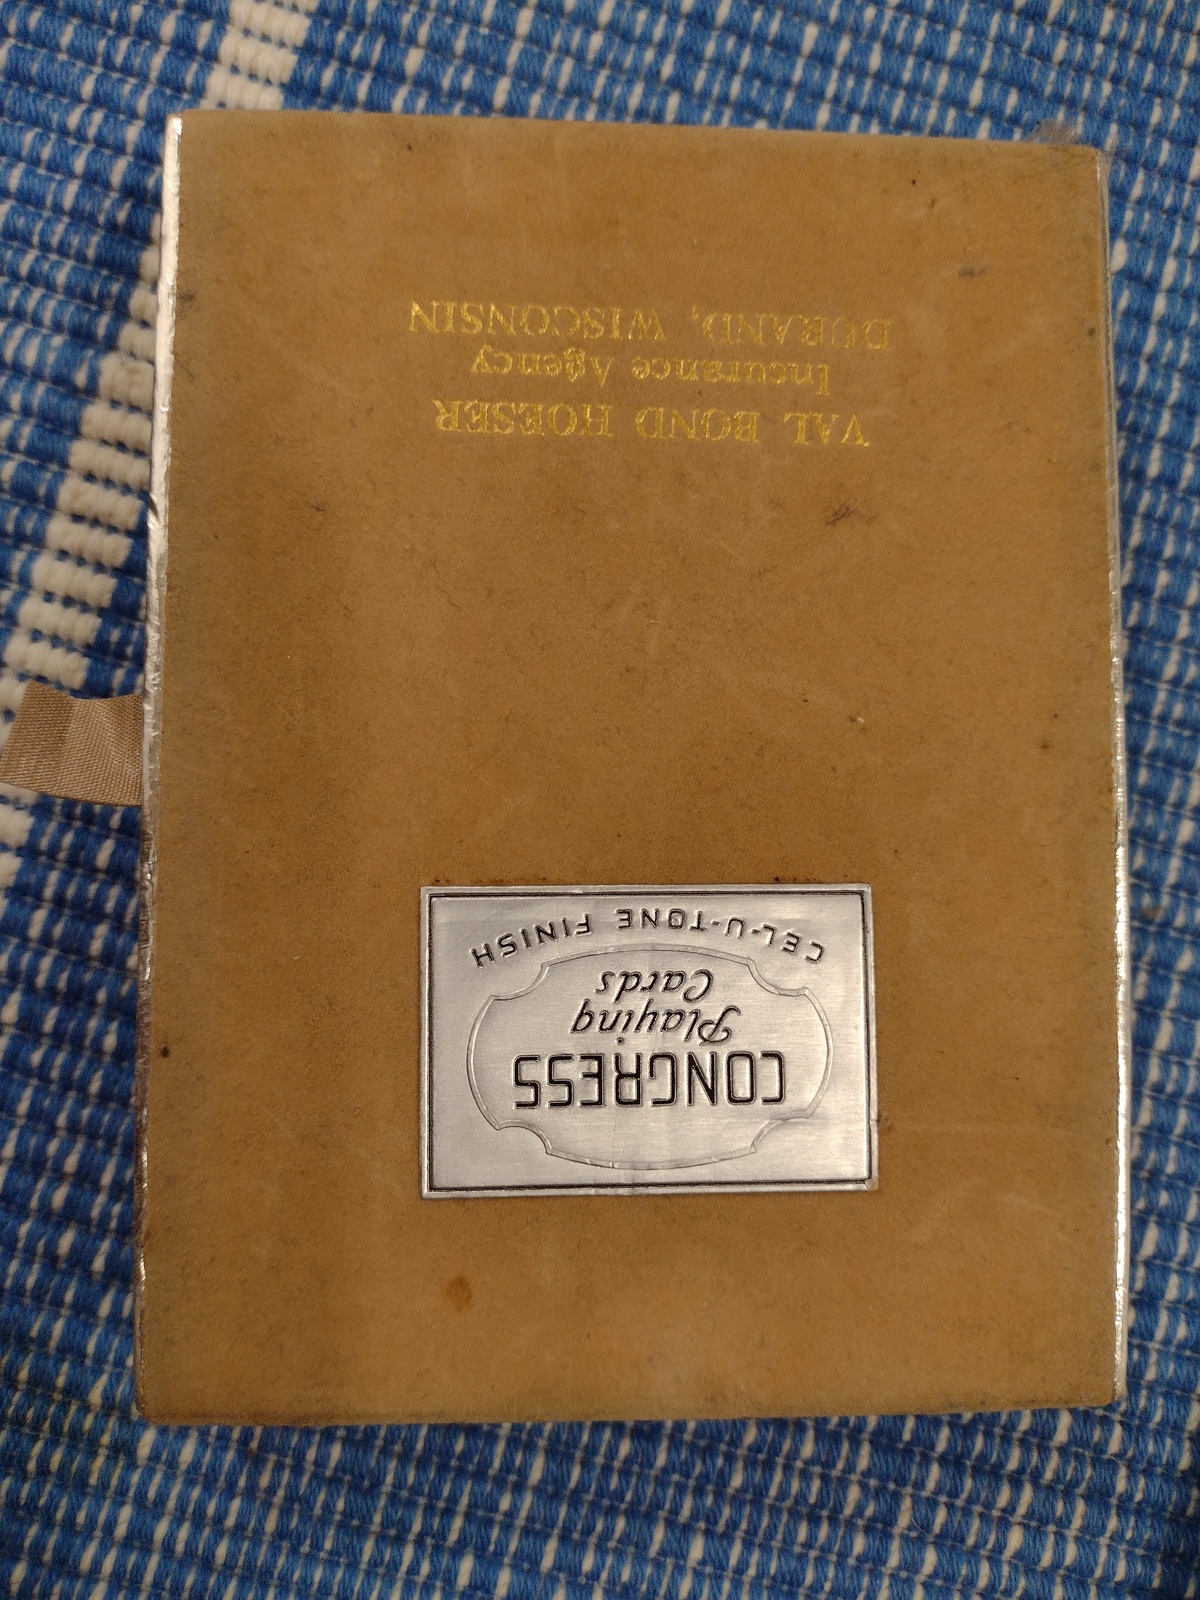 CONGRESS
Playing
Cards
CEL-U-TONE FINISH
VAL BOND HOESER
Insurance Agency
DURAND, WISCONSIN